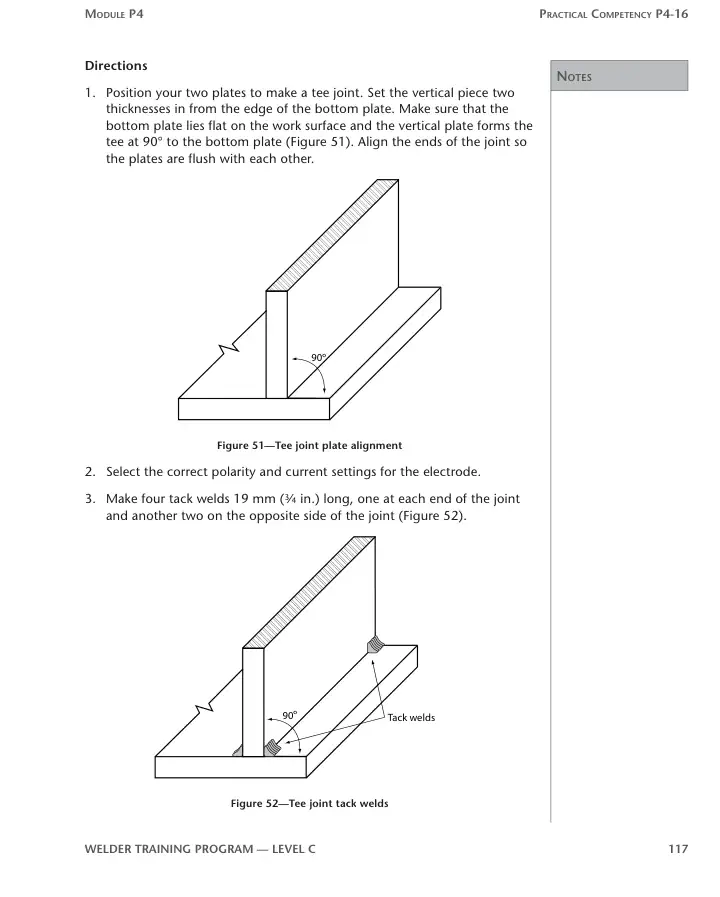 MODULE P4
PRACTICAL COMPETENCY P4-16
Directions
NOTES
1. Position your two plates to make a tee joint. Set the vertical piece two
thicknesses in from the edge of the bottom plate. Make sure that the
bottom plate lies flat on the work surface and the vertical plate forms the
tee at 90° to the bottom plate (Figure 51). Align the ends of the joint so
the plates are flush with each other.
90°
Figure 51—Tee joint plate alignment
2. Select the correct polarity and current settings for the electrode.
3. Make four tack welds 19 mm (¾ in.) long, one at each end of the joint
and another two on the opposite side of the joint (Figure 52).
90°
Tack welds
Figure 52—Tee joint tack welds
WELDER TRAINING PROGRAM — LEVEL C
117